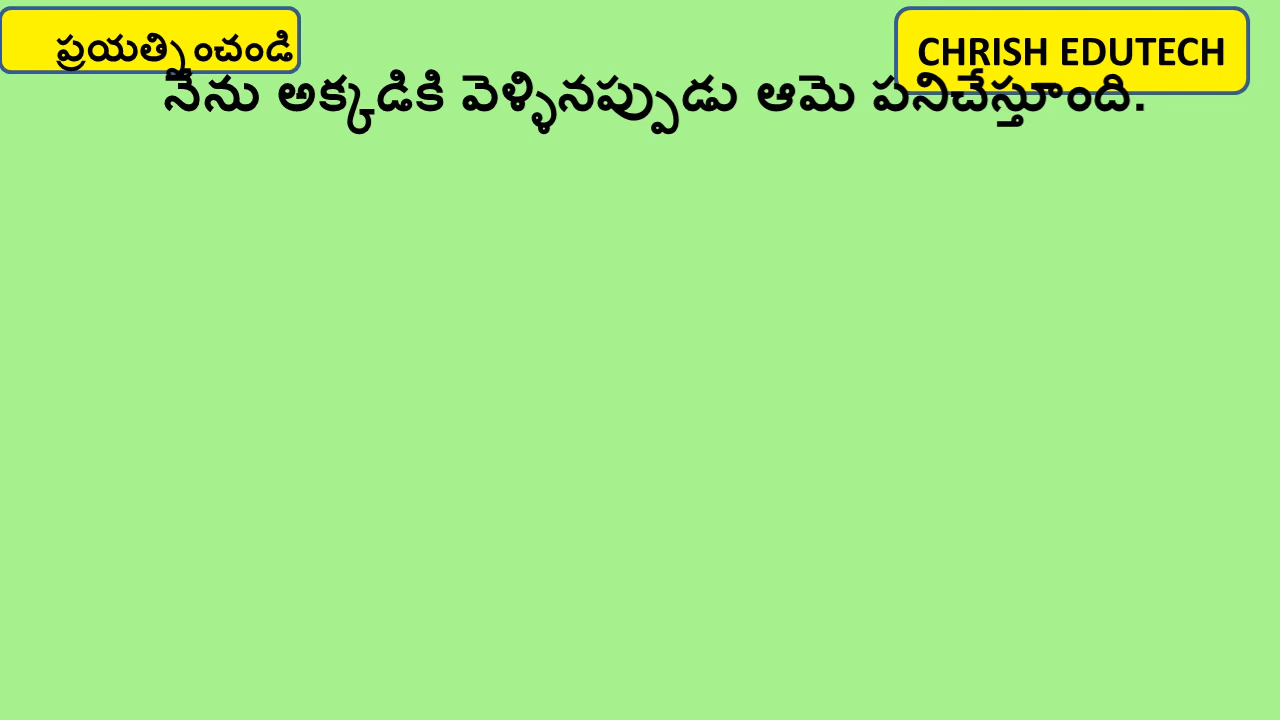 ప్రయత్నించండి
CHRISH EDUTECH
నేను అక్కడికి వెళ్ళినప్పుడు ఆమె పనిచేస్తూంది.